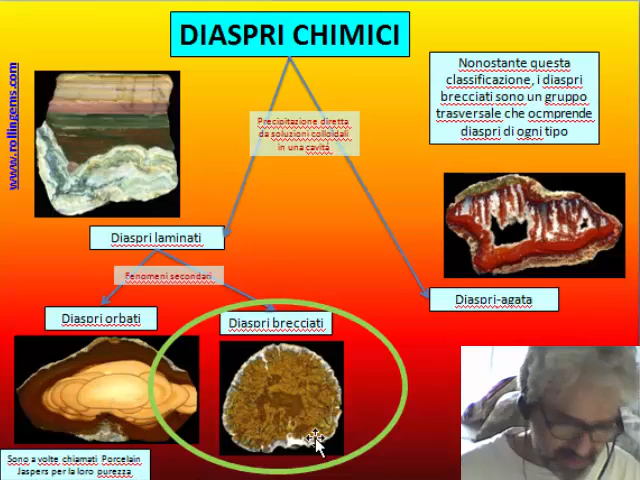 DIASPRI CHIMICI
www.rollingems.com
Nonostante questa
classificazione, i diaspri
brecciati sono un gruppo
trasversale che ocmprende
diaspri di ogni tipo
Precipitazione diretta
da soluzioni colloidali
in una cavità
Diaspri laminati
Fenomeni secondari
Diaspri-agata
Diaspri orbati
Diaspri brecciati
Sono a volte chiamati Porcelain
Jaspers per la loro purezza